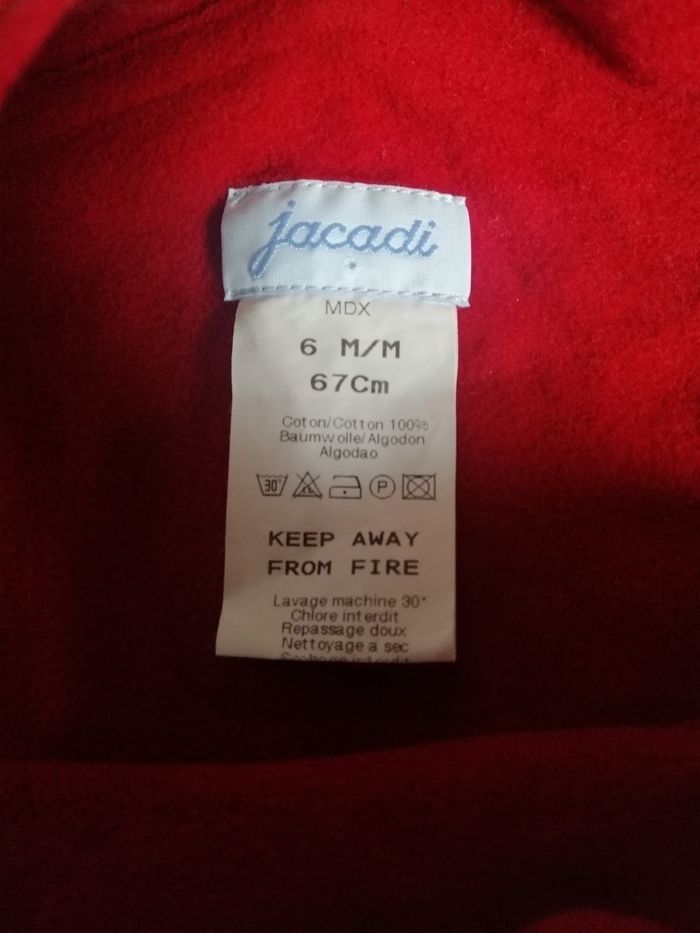 jacadi
MDX
6 M/M
67Cm
Coton/Cotton 100%
Baumwolle/Algodon
Algodao
30° P
KEEP AWAY
FROM FIRE
Lavage machine 30°
Chlore interdit
Repassage doux
Nettoyage a sec